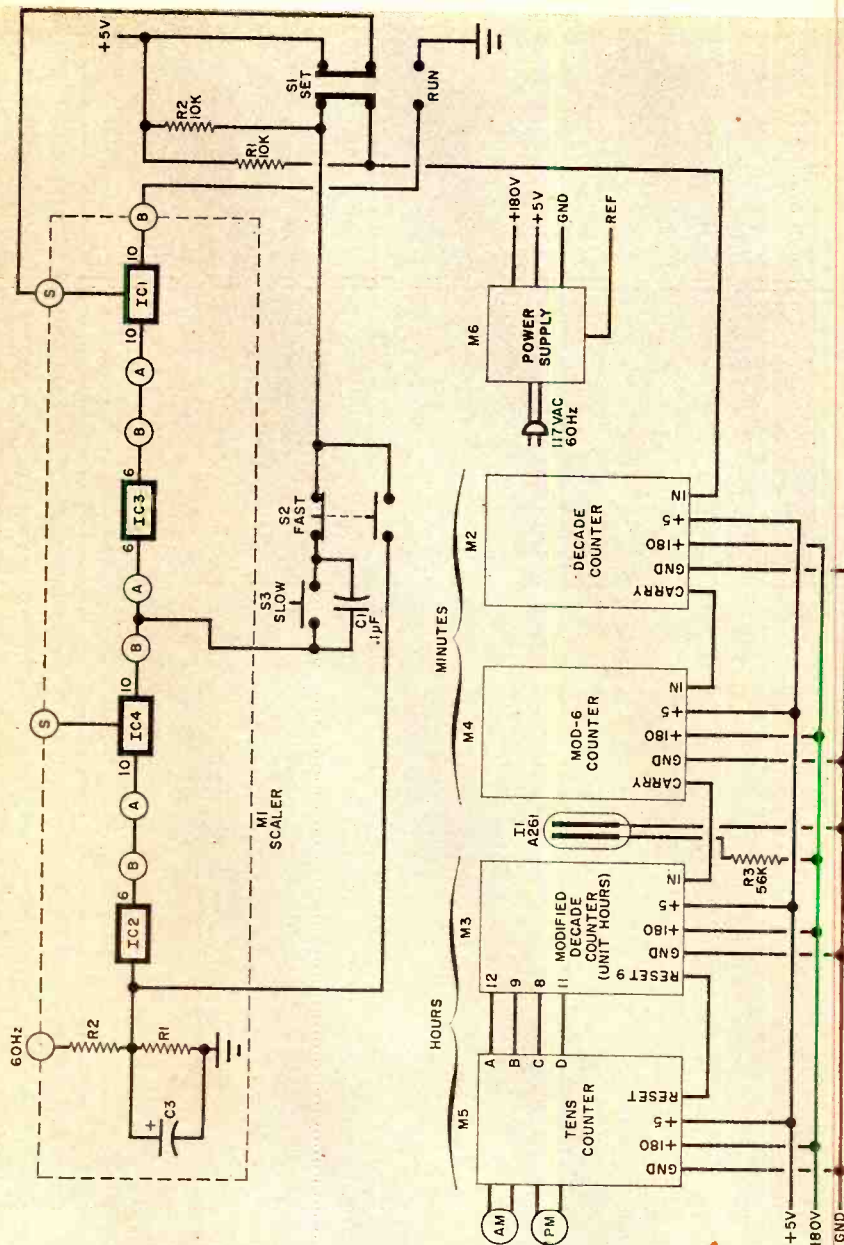 60Hz
R2
R1
C3
+
IC2
6
B
A
10
IC4
10
S
B
A
6
IC3
6
B
A
10
IC1
10
S
B
M1
SCALER
+5V
R2
10K
R1
10K
S1
SET
RUN
S2
FAST
S3
SLOW
C1
.1µF
HOURS
MINUTES
M5
TENS
COUNTER
AM
PM
A
B
C
D
GND
+180
+5
RESET
M3
12
9
8
11
MODIFIED
DECADE
COUNTER
(UNIT HOURS)
RESET 9
GND
+180
+5
IN
I1
A261
R3
56K
M4
MOD-6
COUNTER
CARRY
GND
+180
+5
IN
M2
DECADE
COUNTER
CARRY
GND
+180
+5
IN
M6
POWER
SUPPLY
117VAC
60Hz
+180V
+5V
GND
REF
+5V
180V
GND